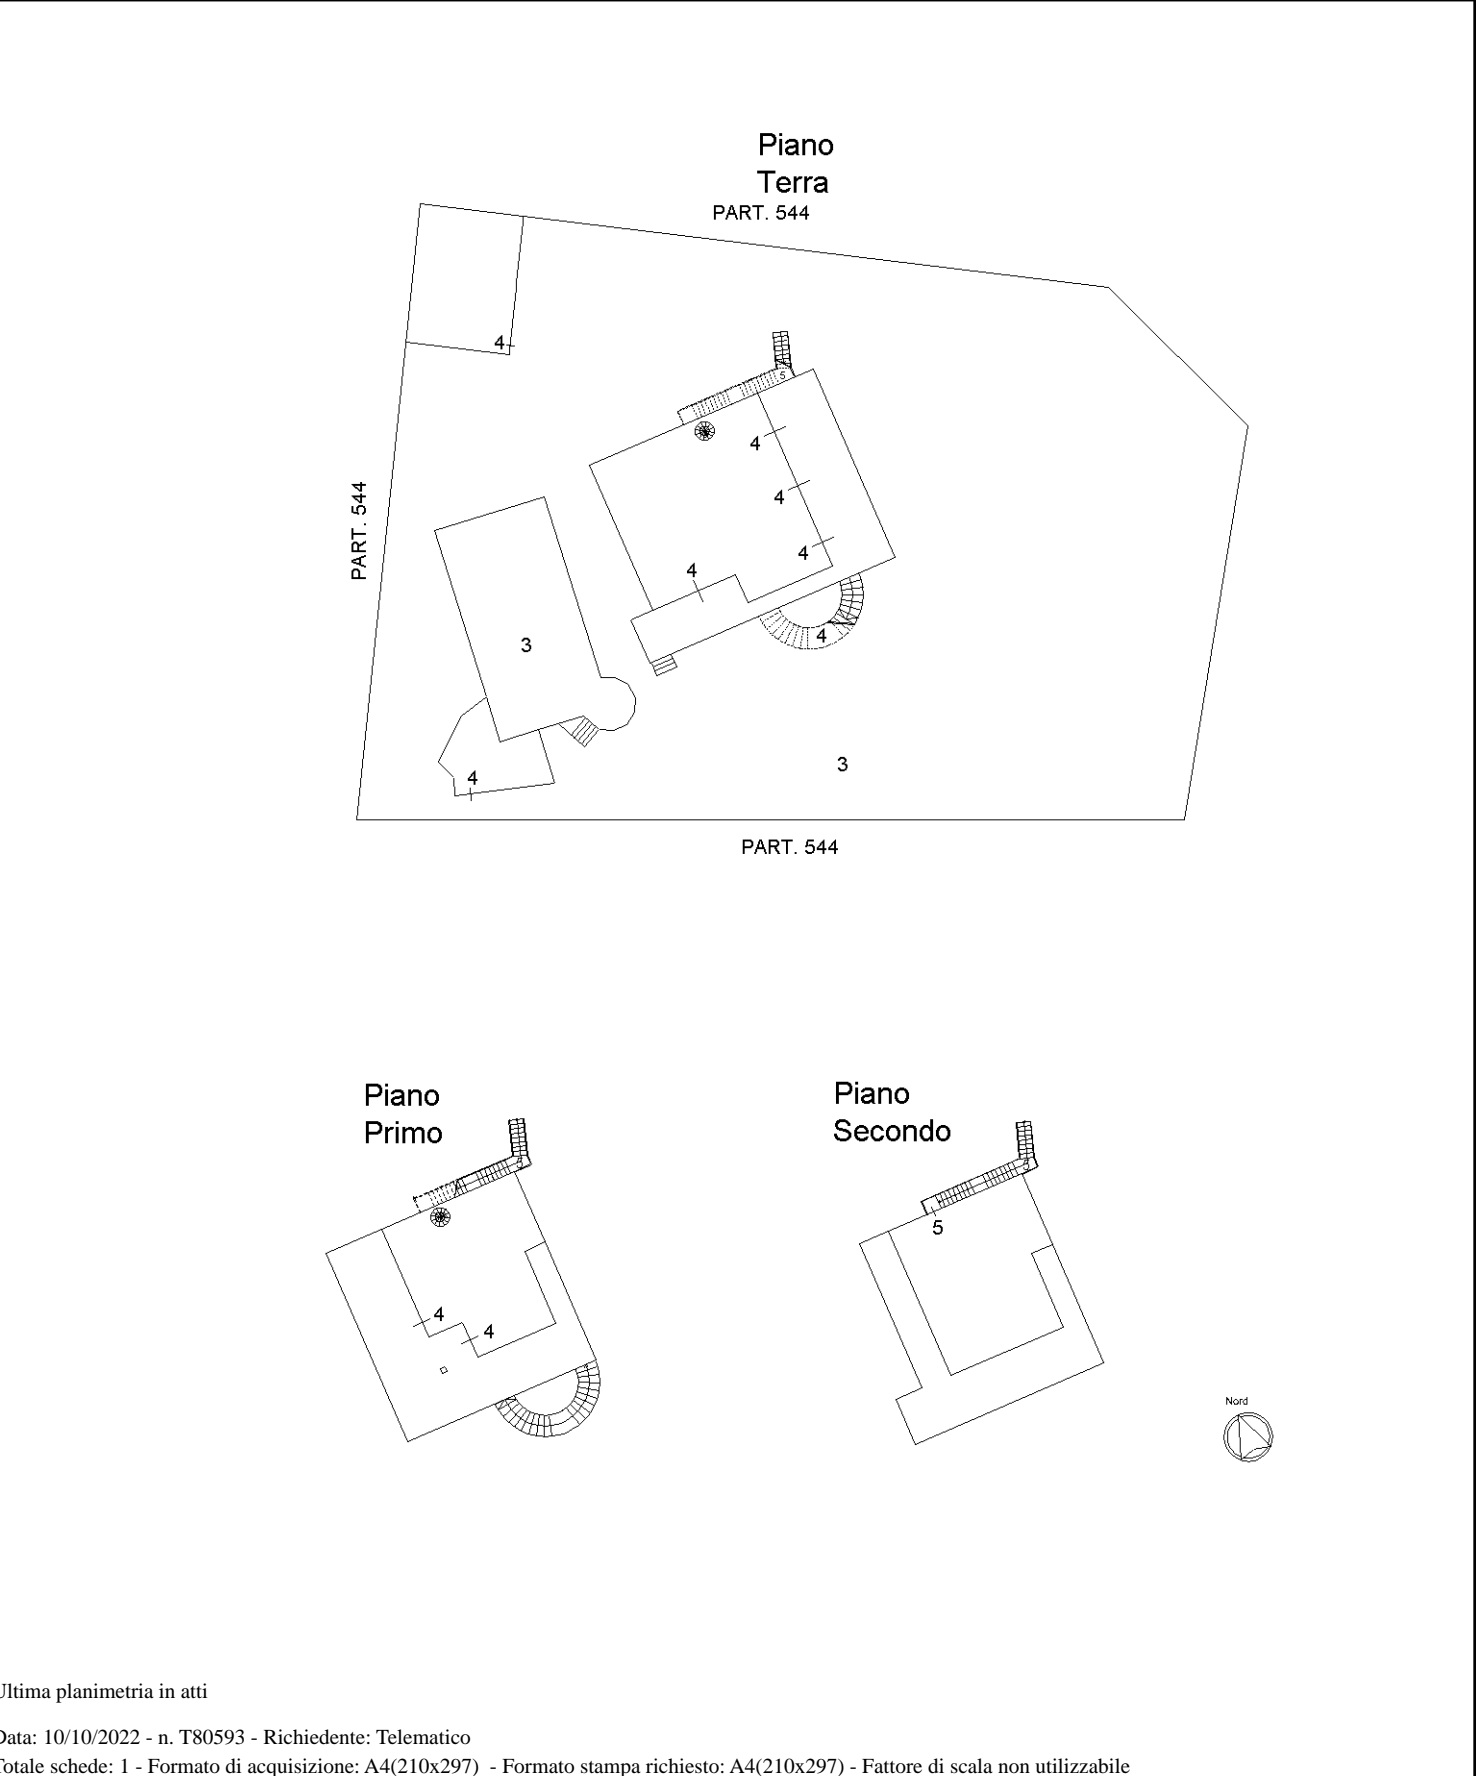 Piano
Terra
PART. 544
4
5
4
4
PART. 544
4
4
3
4
3
4
PART. 544
Piano
Primo
Piano
Secondo
5
4
4
Nord
Ultima planimetria in atti
Data: 10/10/2022 - n. T80593 - Richiedente: Telematico
Totale schede: 1 - Formato di acquisizione: A4(210x297) - Formato stampa richiesto: A4(210x297) - Fattore di scala non utilizzabile